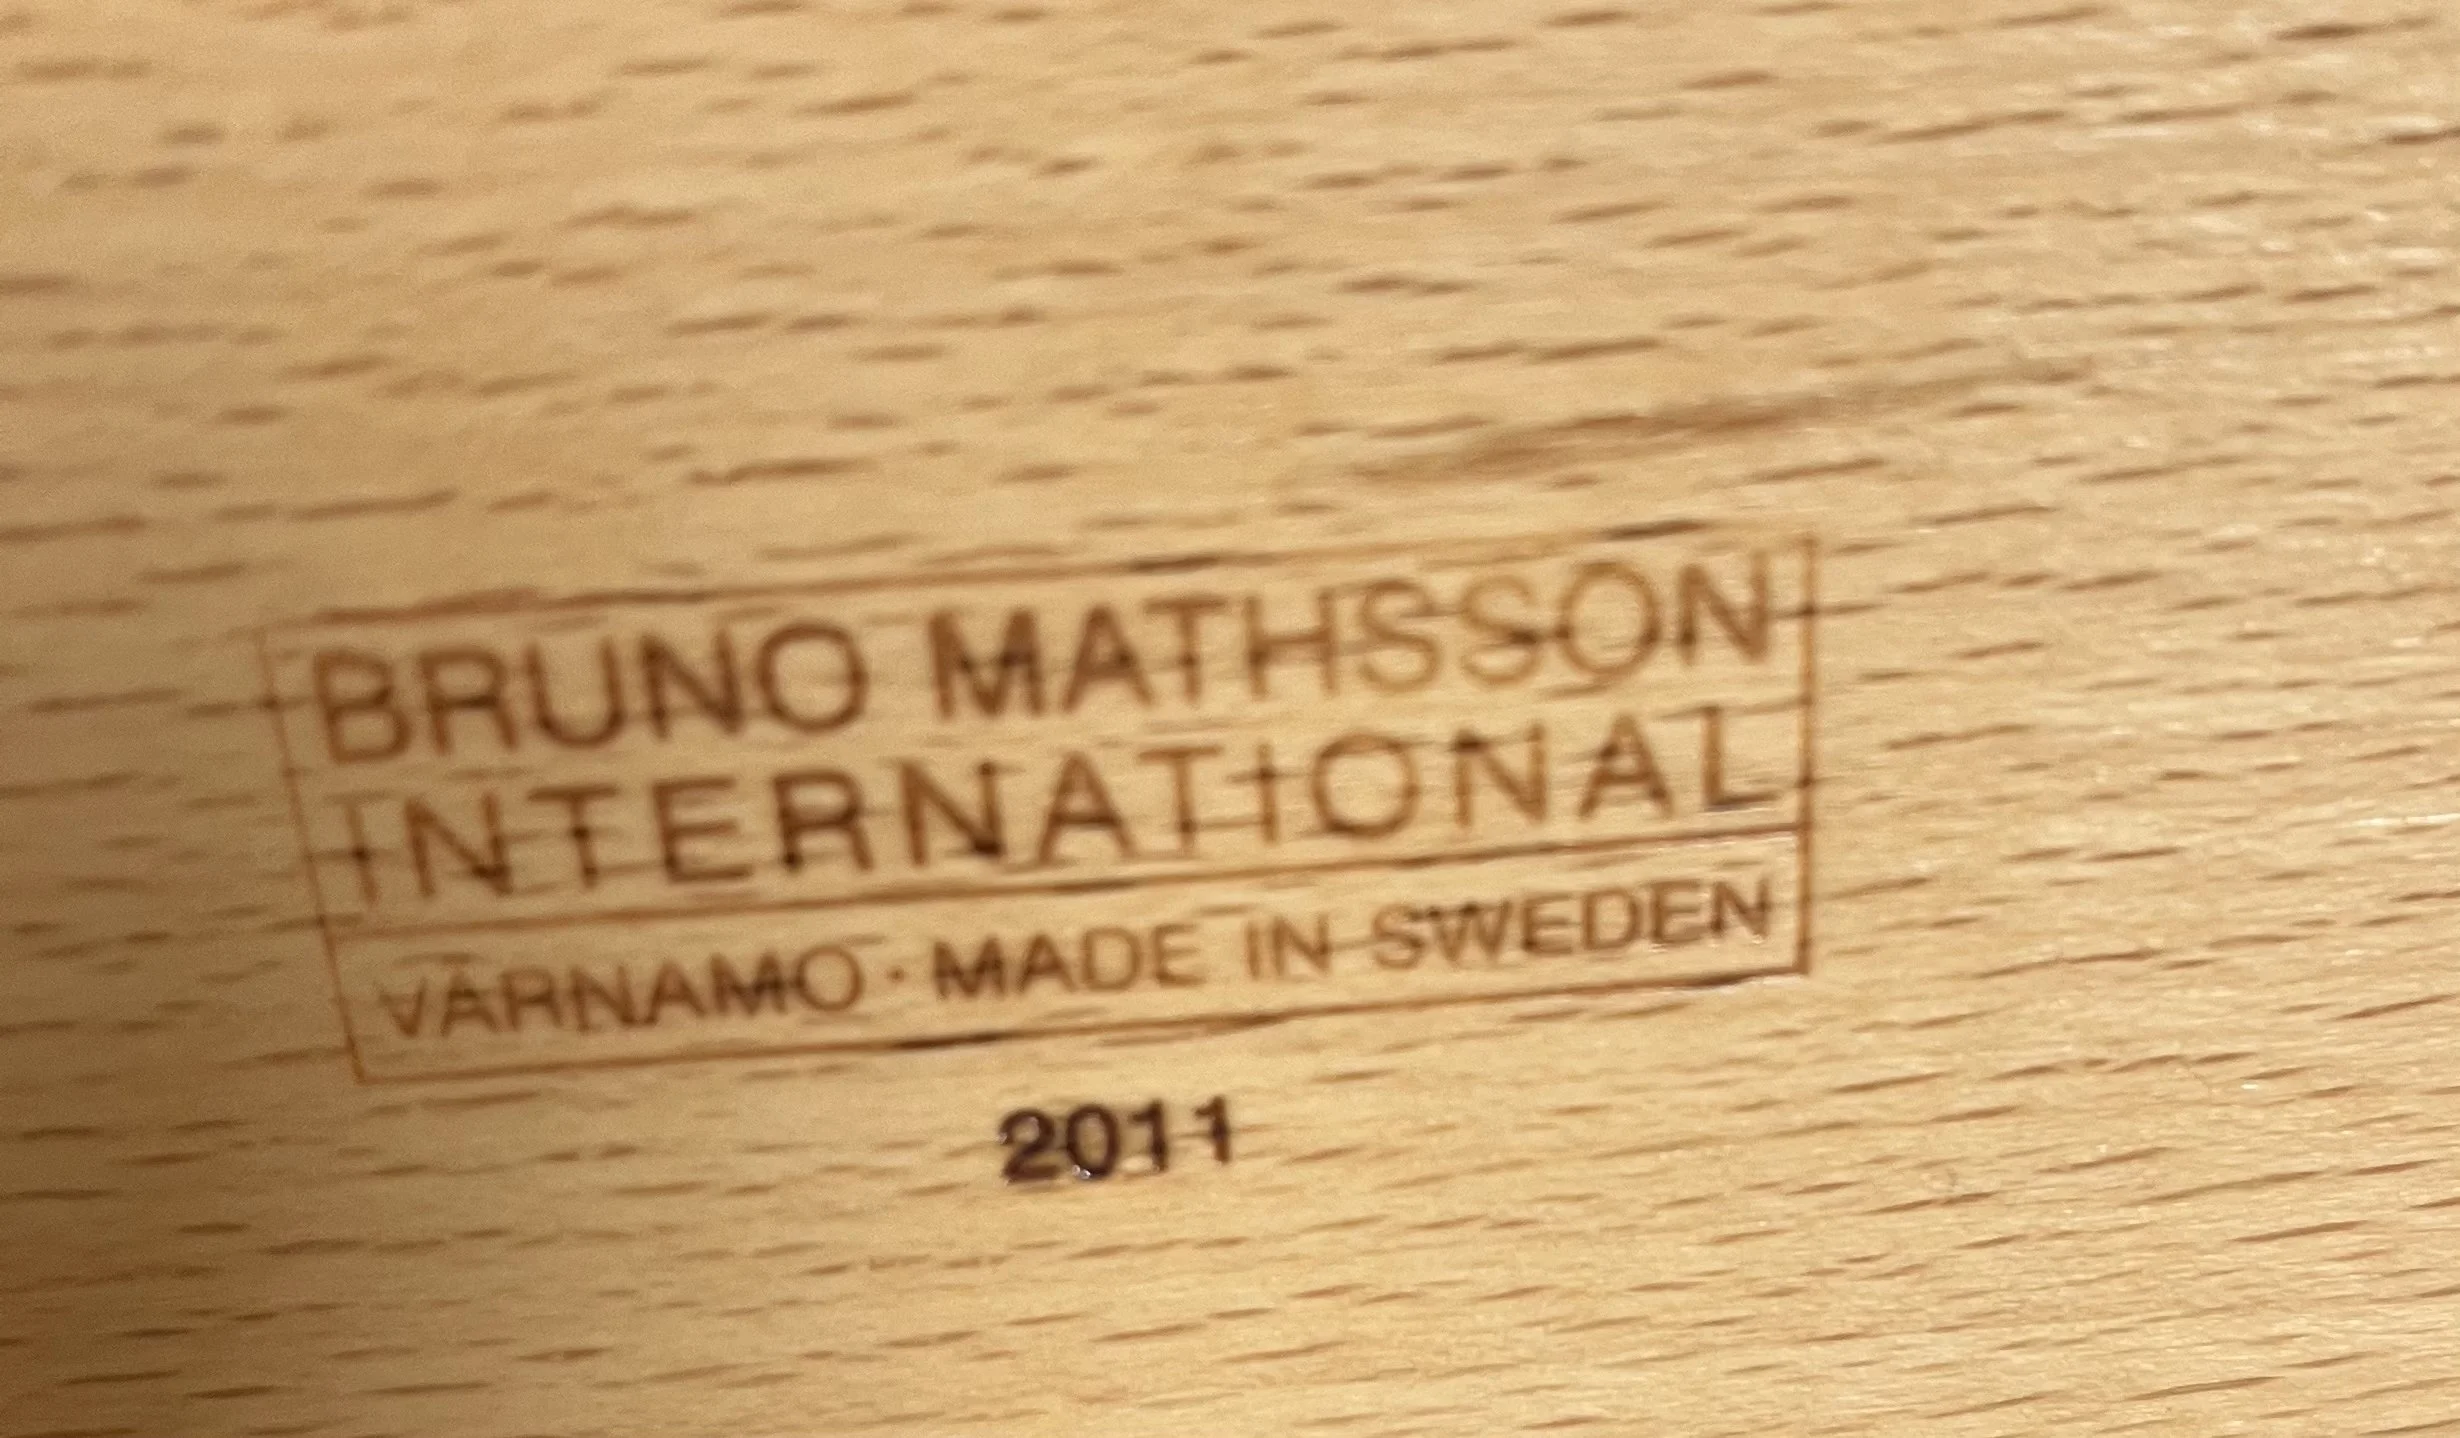 BRUNO MATHSSON
INTERNATIONAL
VÄRNAMO · MADE IN SWEDEN
2011